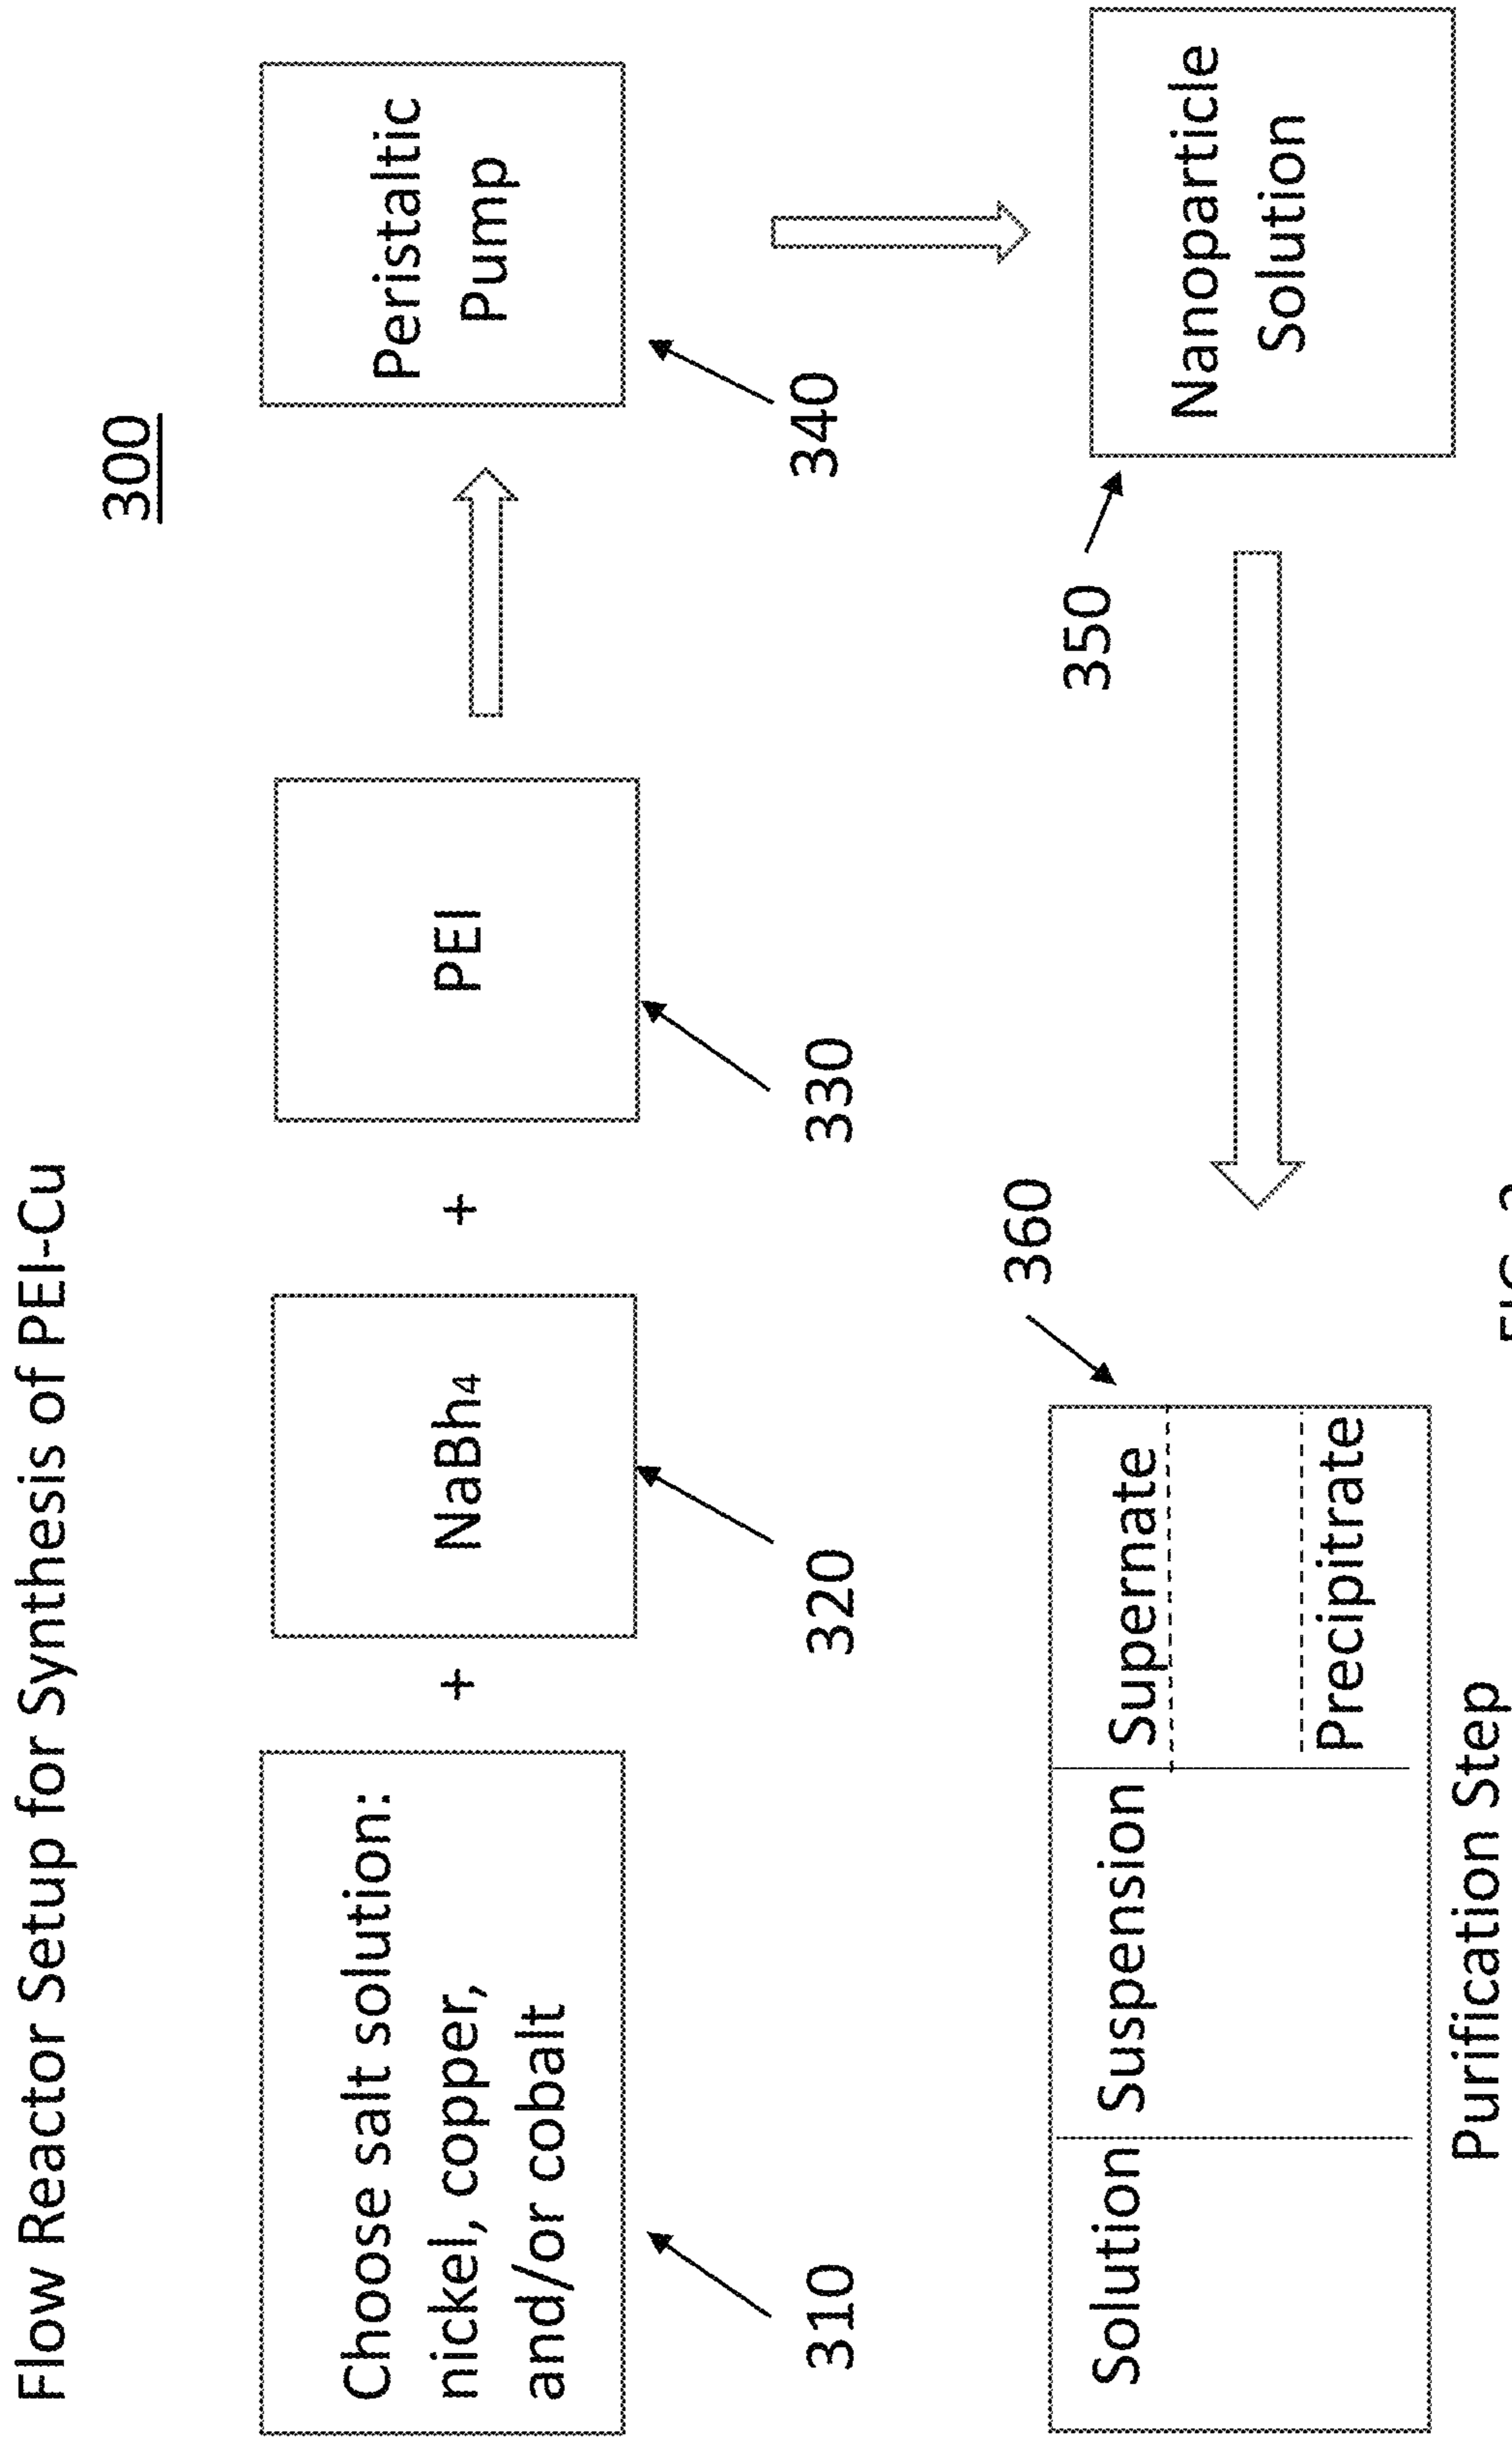 Flow Reactor Setup for Synthesis of PEI-Cu
300
Choose salt solution:
nickel, copper,
and/or cobalt
+
NaBh₄
+
PEI
Peristaltic
Pump
310
320
330
340
360
350
Solution
Suspension
Supernate
Precipitrate
Nanoparticle
Solution
Purification Step